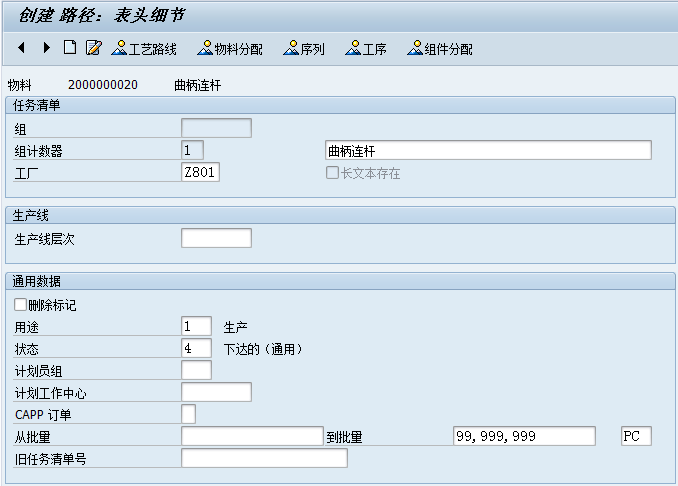 创建 路径：表头细节
工艺路线 物料分配 序列 工序 组件分配
物料 2000000020 曲柄连杆
任务清单
组
组计数器 1 曲柄连杆
工厂 Z801 长文本存在
生产线
生产线层次
通用数据
删除标记
用途 1 生产
状态 4 下达的（通用）
计划员组
计划工作中心
CAPP 订单
从批量 到批量 99,999,999 PC
旧任务清单号